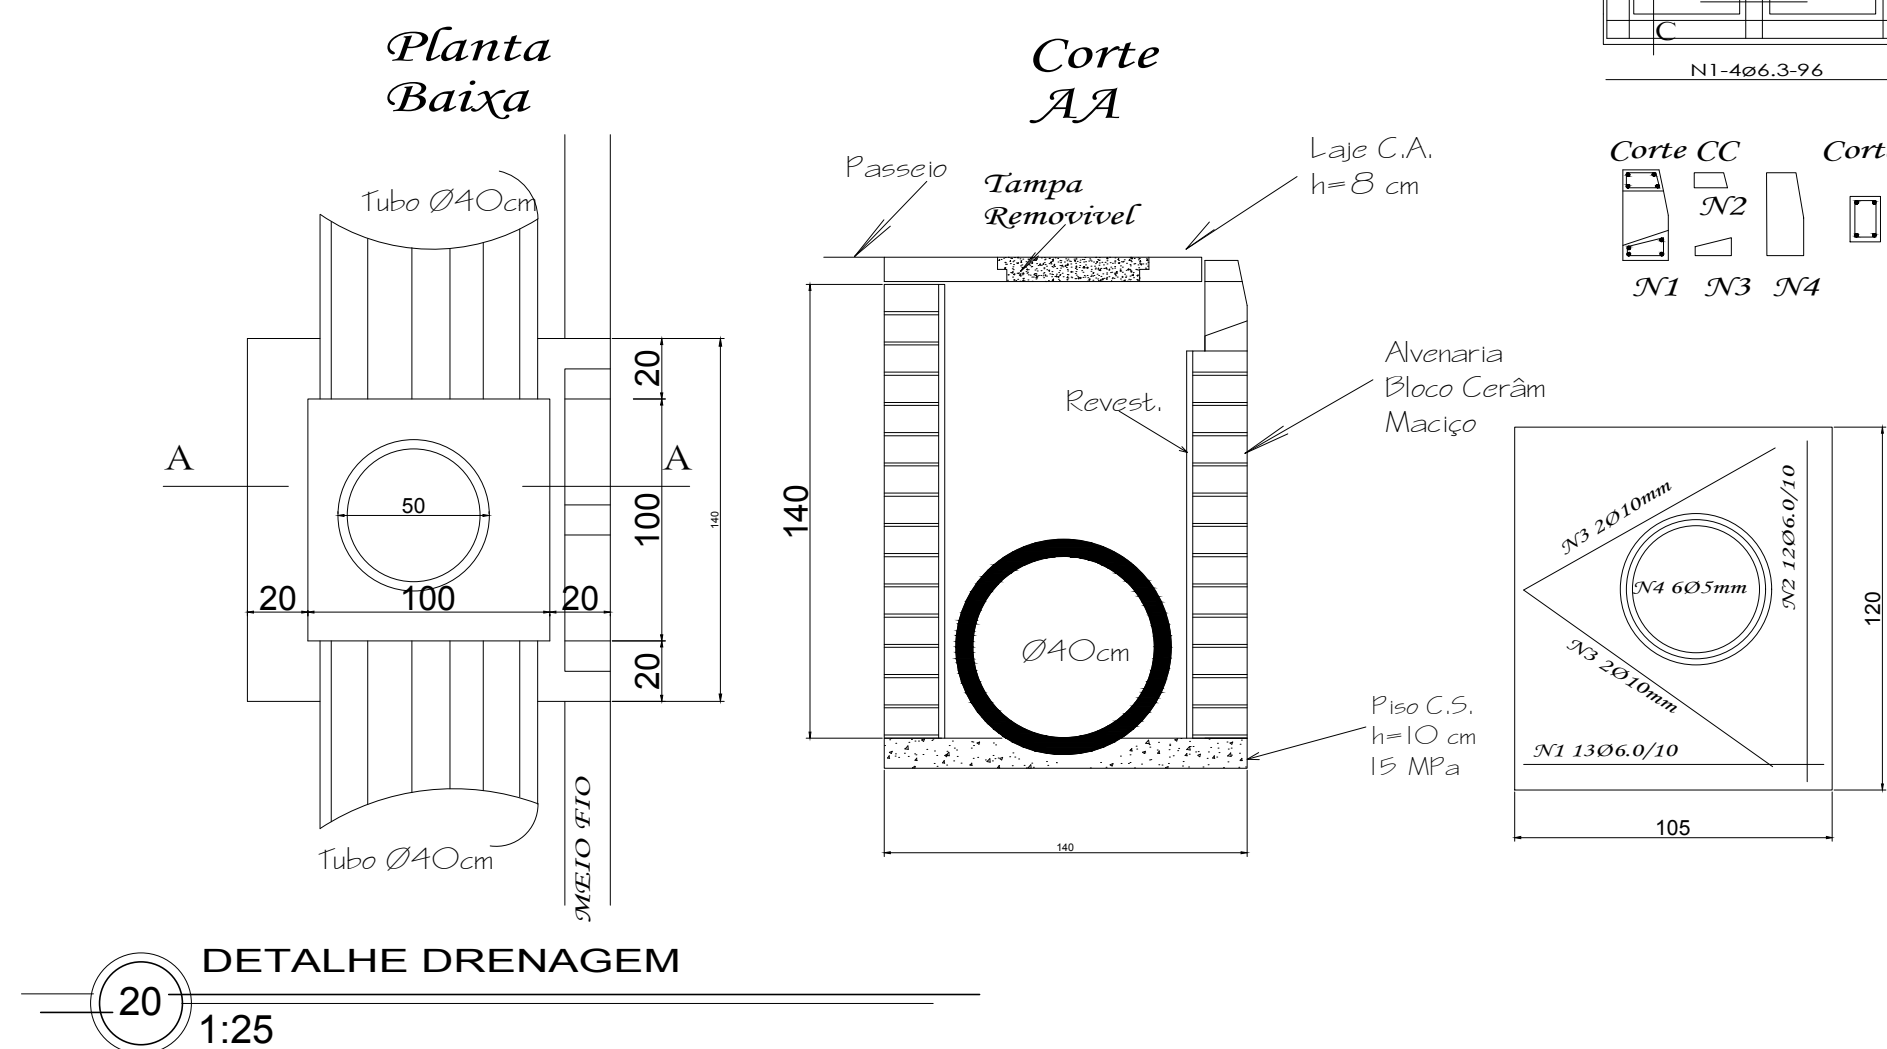 Planta
Baixa
Tubo Ø40cm
A
A
50
20
100
20
20
100
20
140
Tubo Ø40cm
MEIO FIO
Corte
AA
Passeio
Tampa
Removivel
Laje C.A.
h=8 cm
140
Revest.
Alvenaria
Bloco Cerâm
Maciço
Ø40cm
Piso C.S.
h=10 cm
15 MPa
140
C
N1-4ø6.3-96
Corte CC
N2
N1
N3
N4
N3 2Ø10mm
N2 12Ø6.0/10
N4 6Ø5mm
N3 2Ø10mm
N1 13Ø6.0/10
120
105
DETALHE DRENAGEM
20
1:25